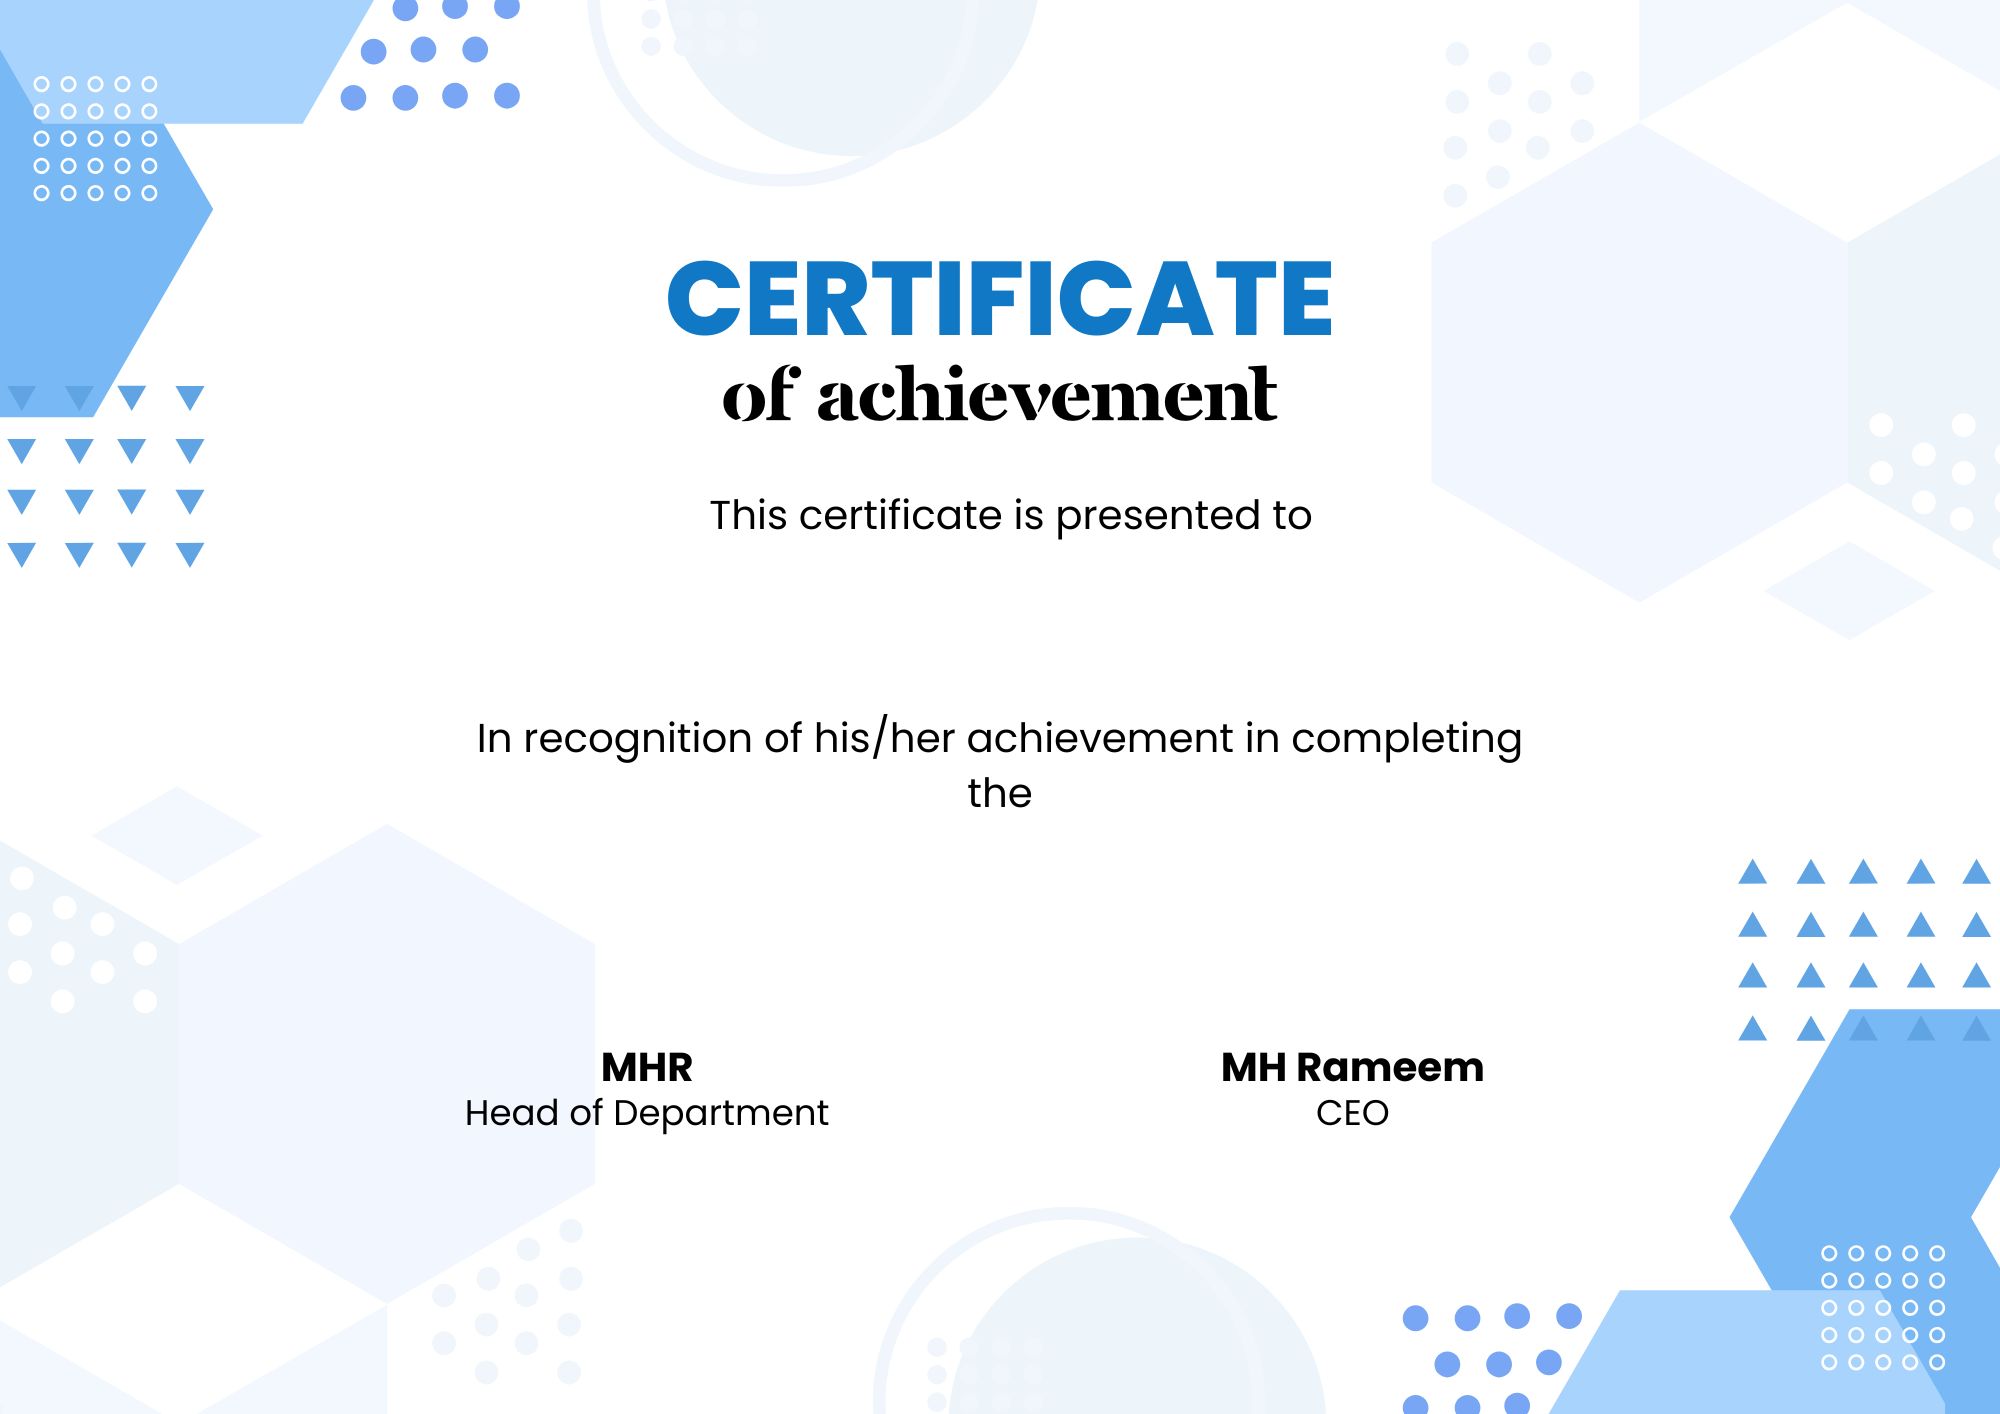 CERTIFICATE
of achievement
This certificate is presented to
In recognition of his/her achievement in completing
the
MHR
Head of Department
MH Rameem
CEO